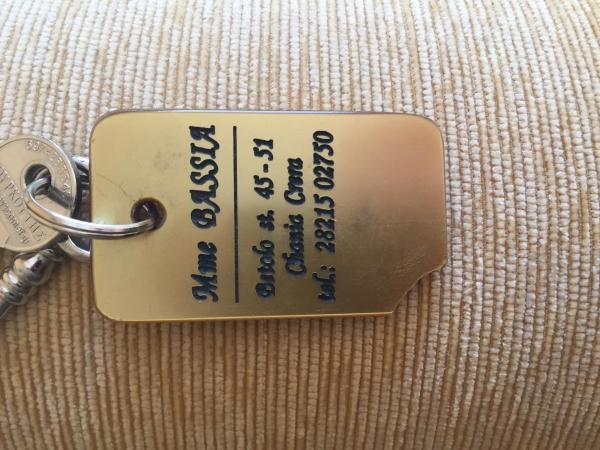 Mme BASSIA
Betolo st. 45 - 51
Chania Crete
tel.: 28215 02750